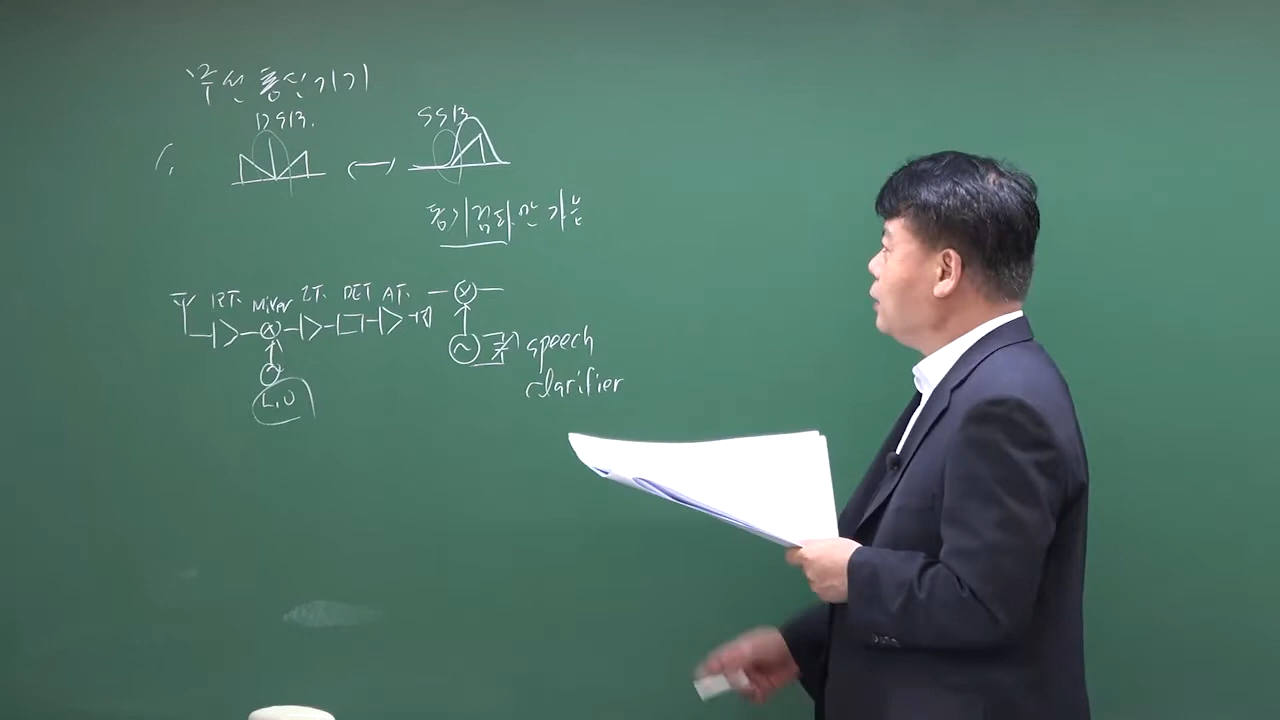 무선통신기기
1. DSB. SSB
동기검파만 가능
RF. Mixer IF. DET AF.
speech
clarifier
L.O